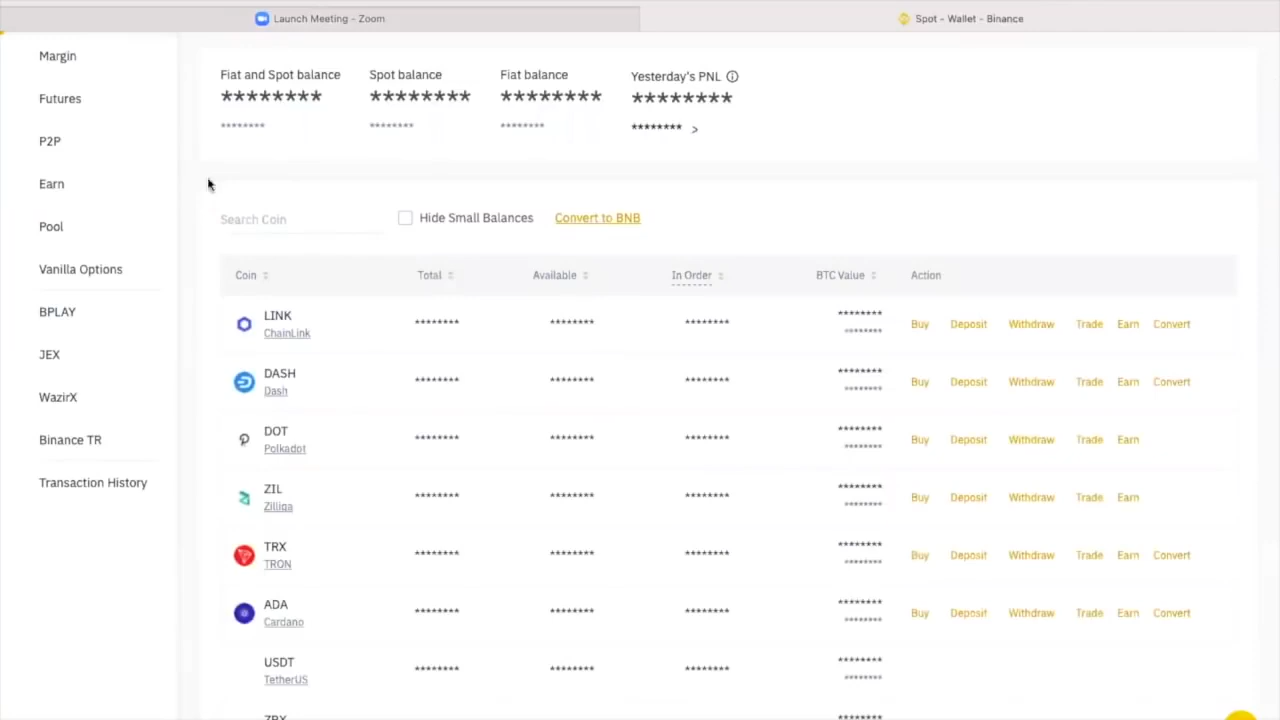 Launch Meeting - Zoom
Spot - Wallet - Binance
Margin
Futures
P2P
Earn
Pool
Vanilla Options
BPLAY
JEX
WazirX
Binance TR
Transaction History
Fiat and Spot balance Spot balance Fiat balance Yesterday's PNL
******** ******** ******** ********
******** ******** ******** ******** >
Search Coin Hide Small Balances Convert to BNB
Coin Total Available In Order BTC Value Action
LINK ******** ******** ******** ******** Buy Deposit Withdraw Trade Earn Convert
ChainLink ********
DASH ******** ******** ******** ******** Buy Deposit Withdraw Trade Earn Convert
Dash ********
DOT ******** ******** ******** ******** Buy Deposit Withdraw Trade Earn
Polkadot ********
ZIL ******** ******** ******** ******** Buy Deposit Withdraw Trade Earn
Zilliqa ********
TRX ******** ******** ******** ******** Buy Deposit Withdraw Trade Earn Convert
TRON ********
ADA ******** ******** ******** ******** Buy Deposit Withdraw Trade Earn Convert
Cardano ********
USDT ******** ******** ******** ********
TetherUS ********
ZRX ********